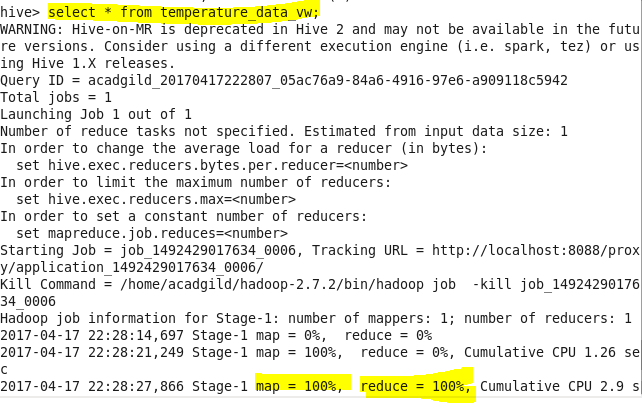 hive> select * from temperature_data_vw;
WARNING: Hive-on-MR is deprecated in Hive 2 and may not be available in the futu
re versions. Consider using a different execution engine (i.e. spark, tez) or us
ing Hive 1.X releases.
Query ID = acadgild_20170417222807_05ac76a9-84a6-4916-97e6-a909118c5942
Total jobs = 1
Launching Job 1 out of 1
Number of reduce tasks not specified. Estimated from input data size: 1
In order to change the average load for a reducer (in bytes):
  set hive.exec.reducers.bytes.per.reducer=<number>
In order to limit the maximum number of reducers:
  set hive.exec.reducers.max=<number>
In order to set a constant number of reducers:
  set mapreduce.job.reduces=<number>
Starting Job = job_1492429017634_0006, Tracking URL = http://localhost:8088/prox
y/application_1492429017634_0006/
Kill Command = /home/acadgild/hadoop-2.7.2/bin/hadoop job  -kill job_14924290176
34_0006
Hadoop job information for Stage-1: number of mappers: 1; number of reducers: 1
2017-04-17 22:28:14,697 Stage-1 map = 0%,  reduce = 0%
2017-04-17 22:28:21,249 Stage-1 map = 100%,  reduce = 0%, Cumulative CPU 1.26 se
c
2017-04-17 22:28:27,866 Stage-1 map = 100%,  reduce = 100%, Cumulative CPU 2.9 s